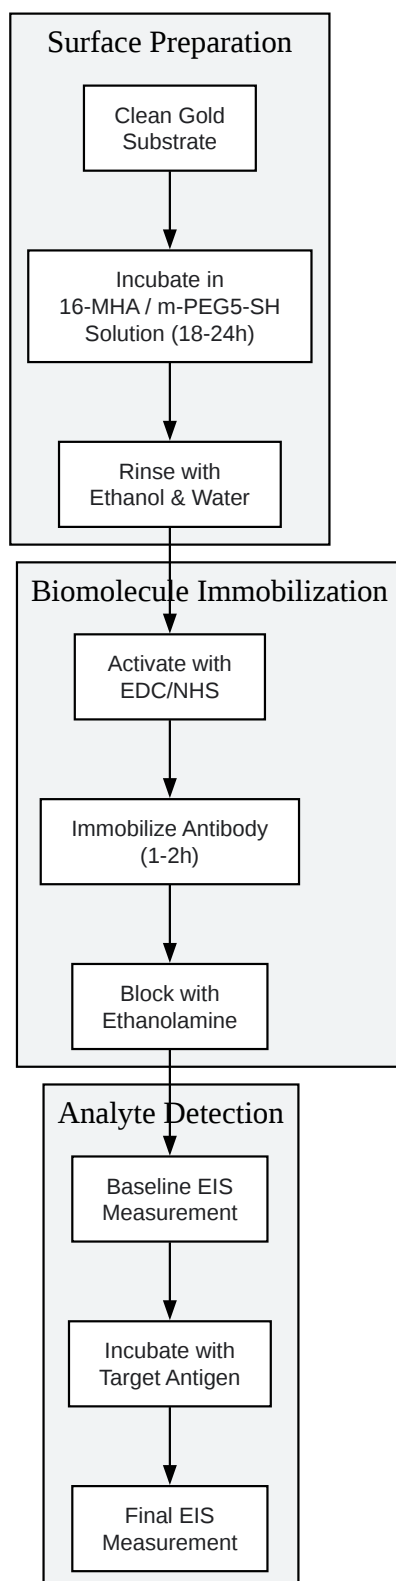 Surface Preparation
Clean Gold
Substrate
Incubate in
16-MHA / m-PEG5-SH
Solution (18-24h)
Rinse with
Ethanol & Water
Biomolecule Immobilization
Activate with
EDC/NHS
Immobilize Antibody
(1-2h)
Block with
Ethanolamine
Analyte Detection
Baseline EIS
Measurement
Incubate with
Target Antigen
Final EIS
Measurement